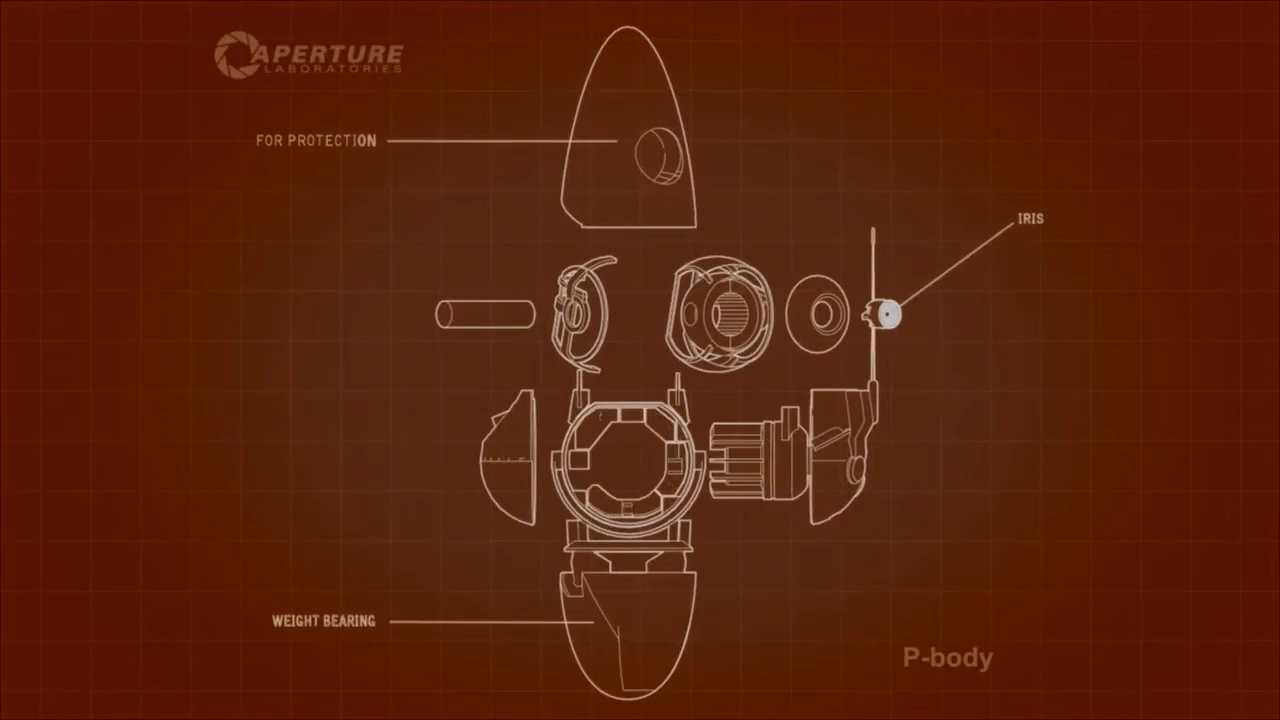 APERTURE
LABORATORIES
FOR PROTECTION
IRIS
WEIGHT BEARING
P-body